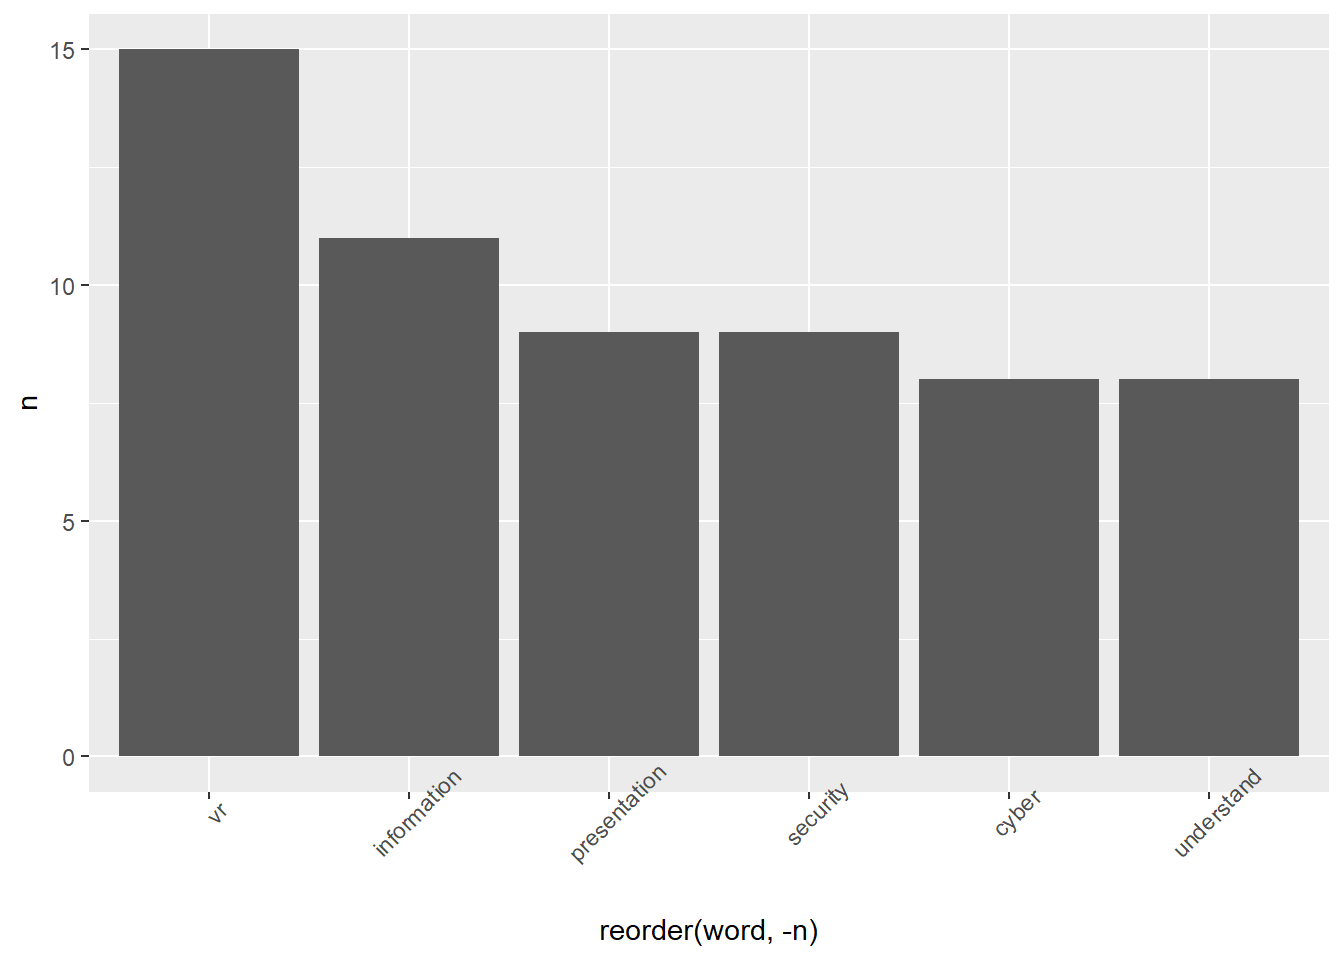 15
10
5
0
n
vr
information
presentation
security
cyber
understand
reorder(word, -n)